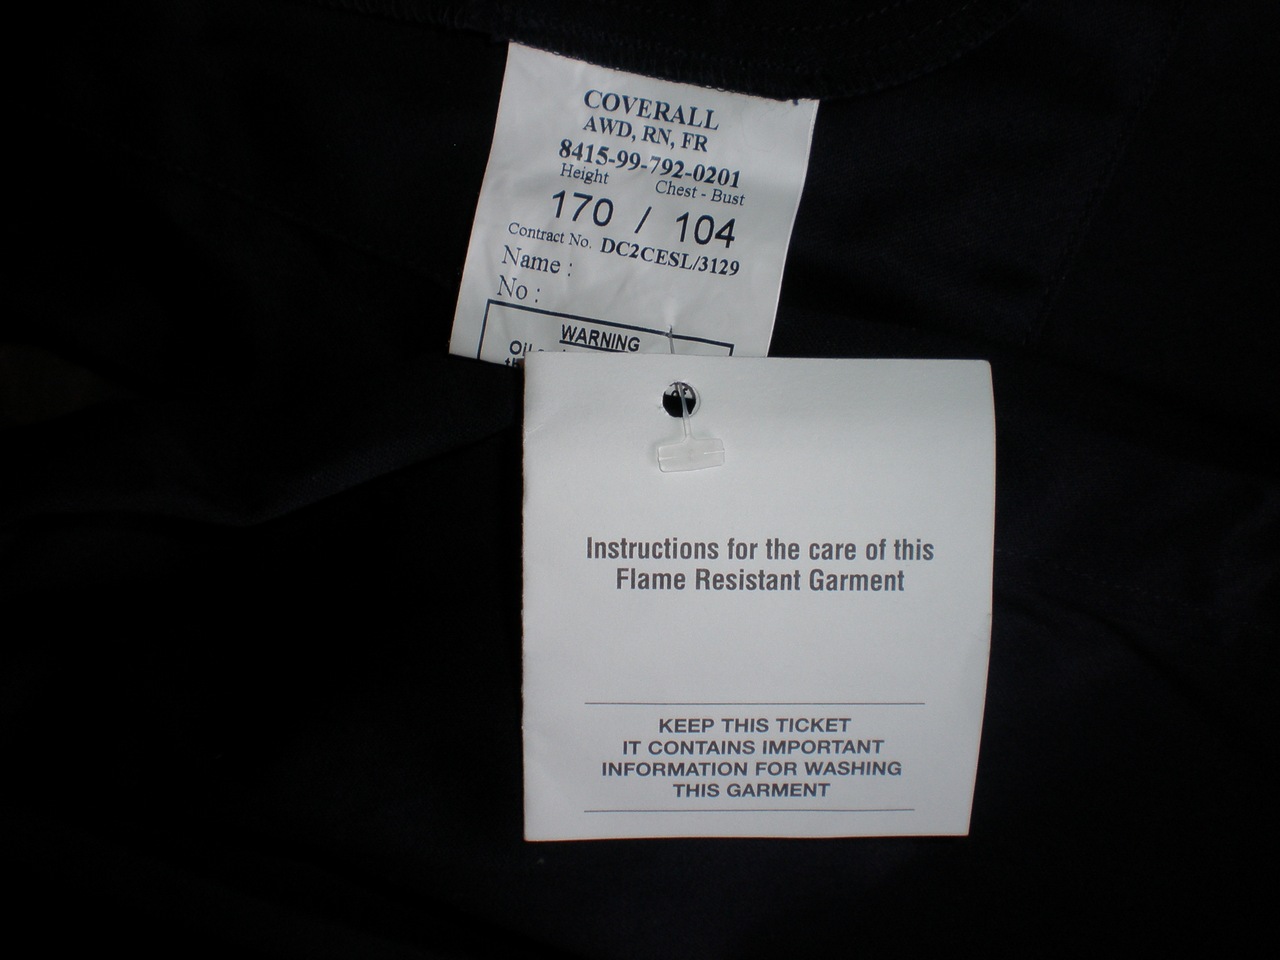 COVERALL
AWD, RN, FR
8415-99-792-0201
Height Chest - Bust
170 / 104
Contract No. DC2CESL/3129
Name :
No :
WARNING
Instructions for the care of this
Flame Resistant Garment
KEEP THIS TICKET
IT CONTAINS IMPORTANT
INFORMATION FOR WASHING
THIS GARMENT